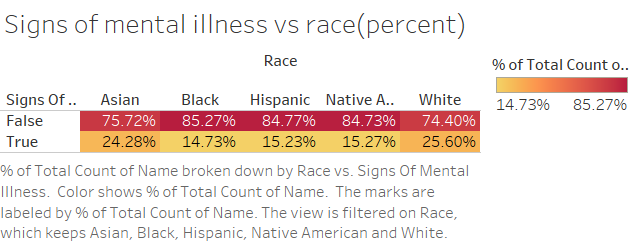 Signs of mental illness vs race(percent)
Race
Signs Of .. Asian Black Hispanic Native A.. White
False 75.72% 85.27% 84.77% 84.73% 74.40%
True 24.28% 14.73% 15.23% 15.27% 25.60%
% of Total Count of Name broken down by Race vs. Signs Of Mental
Illness. Color shows % of Total Count of Name. The marks are
labeled by % of Total Count of Name. The view is filtered on Race,
which keeps Asian, Black, Hispanic, Native American and White.
% of Total Count o..
14.73% 85.27%